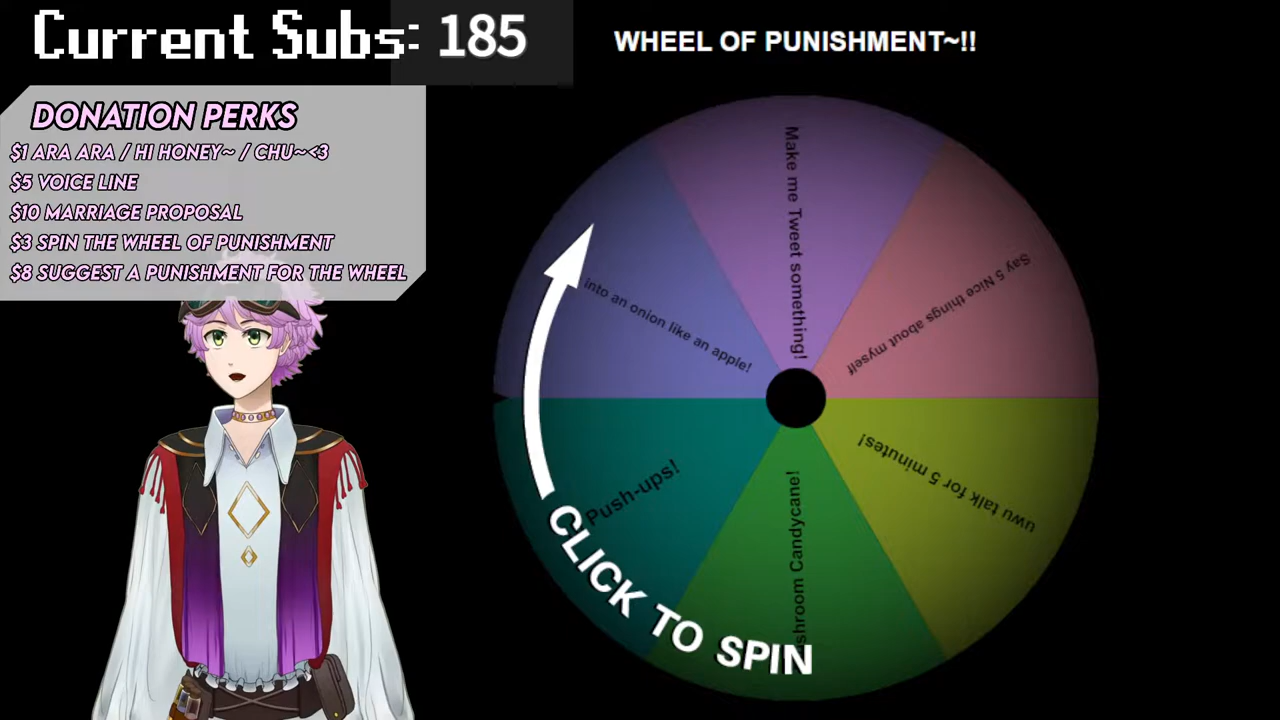 Current Subs: 185
WHEEL OF PUNISHMENT~!!
DONATION PERKS
$1 ARA ARA / HI HONEY~ / CHU~<3
$5 VOICE LINE
$10 MARRIAGE PROPOSAL
$3 SPIN THE WHEEL OF PUNISHMENT
$8 SUGGEST A PUNISHMENT FOR THE WHEEL
Make me Tweet something!
Say 5 Nice things about myself
into an onion like an apple!
uwu talk for 5 minutes!
Push-ups!
Candycane!
CLICK TO SPIN